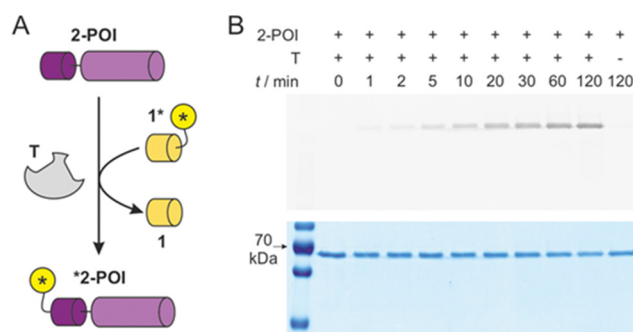 A
2-POI
1*
*
T
1
*
*2-POI
B
2-POI + + + + + + + + + +
T + + + + + + + + + -
t / min 0 1 2 5 10 20 30 60 120 120
70
kDa